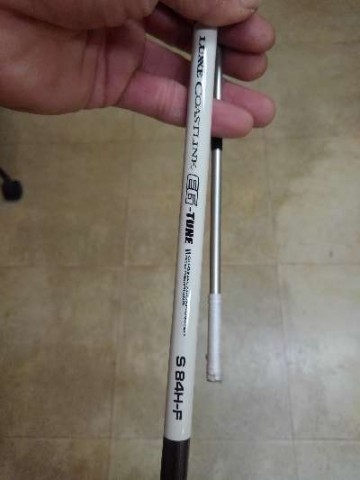 LUXXE COASTLINE EG-TUNE
S 84H-F